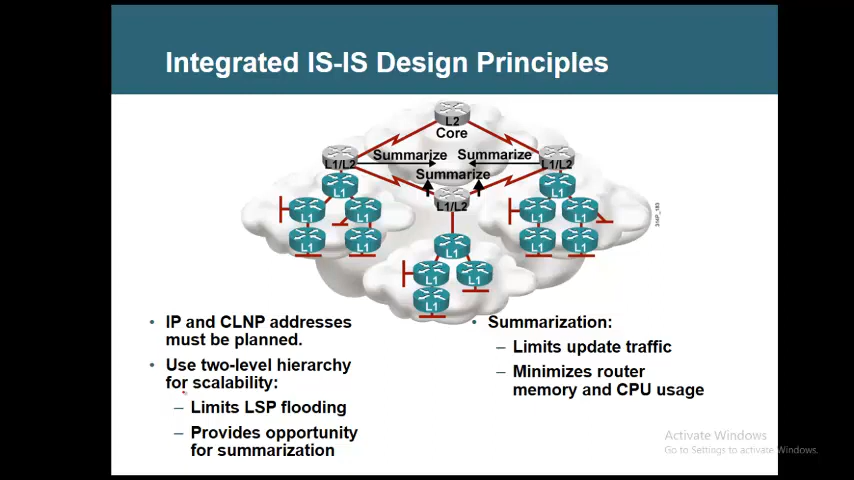 Integrated IS-IS Design Principles
L2
Core
Summarize
Summarize
L1/L2
L1/L2
Summarize
L1
L1
L1/L2
L1
L1
L1
L1
L1
L1
L1
L1
L1
L1
L1
L1
• IP and CLNP addresses
must be planned.
• Use two-level hierarchy
for scalability:
– Limits LSP flooding
– Provides opportunity
for summarization
• Summarization:
– Limits update traffic
– Minimizes router
memory and CPU usage
Activate Windows
Go to Settings to activate Windows.